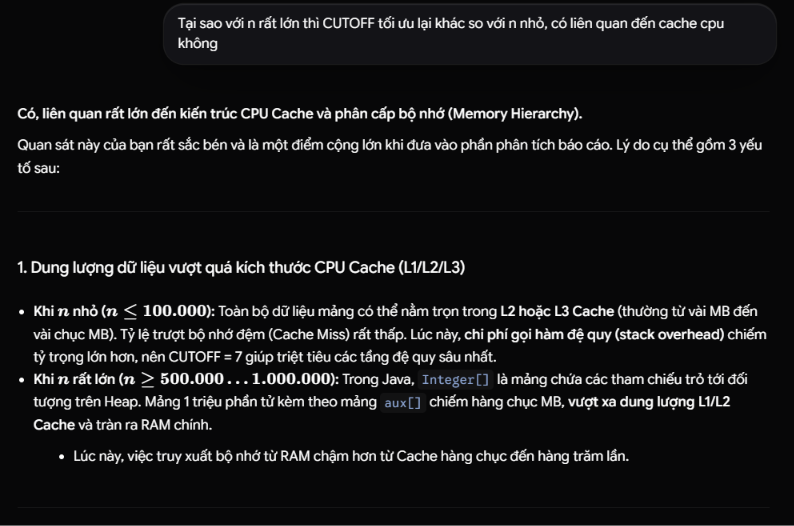 Tại sao với n rất lớn thì CUTOFF tối ưu lại khác so với n nhỏ, có liên quan đến cache cpu
không
Có, liên quan rất lớn đến kiến trúc CPU Cache và phân cấp bộ nhớ (Memory Hierarchy).
Quan sát này của bạn rất sắc bén và là một điểm cộng lớn khi đưa vào phần phân tích báo cáo. Lý do cụ thể gồm 3 yếu
tố sau:
1. Dung lượng dữ liệu vượt quá kích thước CPU Cache (L1/L2/L3)
• Khi n nhỏ (n ≤ 100.000): Toàn bộ dữ liệu mảng có thể nằm trọn trong L2 hoặc L3 Cache (thường từ vài MB đến
vài chục MB). Tỷ lệ trượt bộ nhớ đệm (Cache Miss) rất thấp. Lúc này, chi phí gọi hàm đệ quy (stack overhead) chiếm
tỷ trọng lớn hơn, nên CUTOFF = 7 giúp triệt tiêu các tầng đệ quy sâu nhất.
• Khi n rất lớn (n ≥ 500.000...1.000.000): Trong Java, Integer[] là mảng chứa các tham chiếu trỏ tới đối
tượng trên Heap. Mảng 1 triệu phần tử kèm theo mảng aux[] chiếm hàng chục MB, vượt xa dung lượng L1/L2
Cache và tràn ra RAM chính.
• Lúc này, việc truy xuất bộ nhớ từ RAM chậm hơn từ Cache hàng chục đến hàng trăm lần.